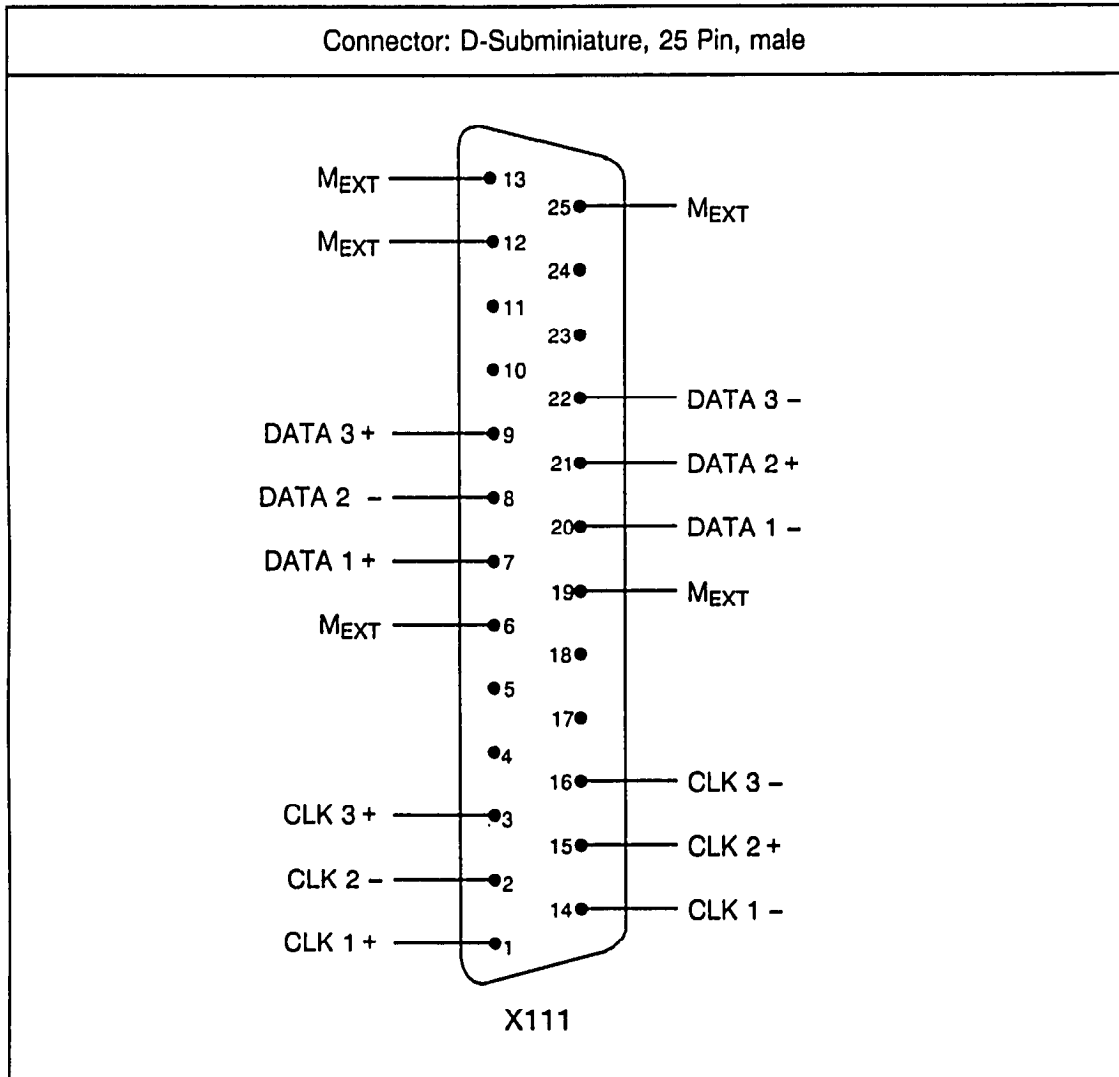 Connector: D-Subminiature, 25 Pin, male
MEXT 13
25 MEXT
MEXT 12
24
11
23
10
22 DATA 3 –
DATA 3 + 9
21 DATA 2 +
DATA 2 – 8
20 DATA 1 –
DATA 1 + 7
19 MEXT
MEXT 6
18
5
17
4
16 CLK 3 –
CLK 3 + 3
15 CLK 2 +
CLK 2 – 2
14 CLK 1 –
CLK 1 + 1
X111